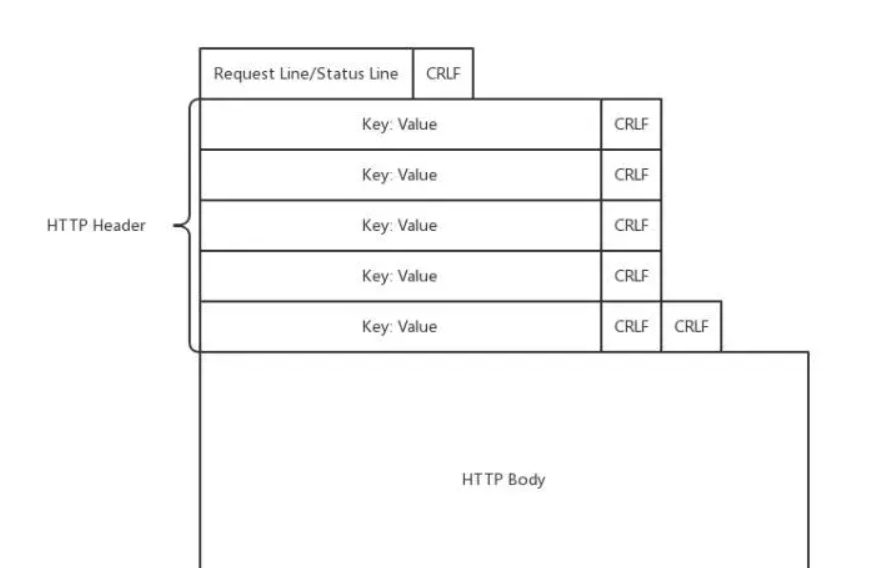 Request Line/Status Line CRLF
Key: Value CRLF
Key: Value CRLF
HTTP Header Key: Value CRLF
Key: Value CRLF
Key: Value CRLF CRLF
HTTP Body